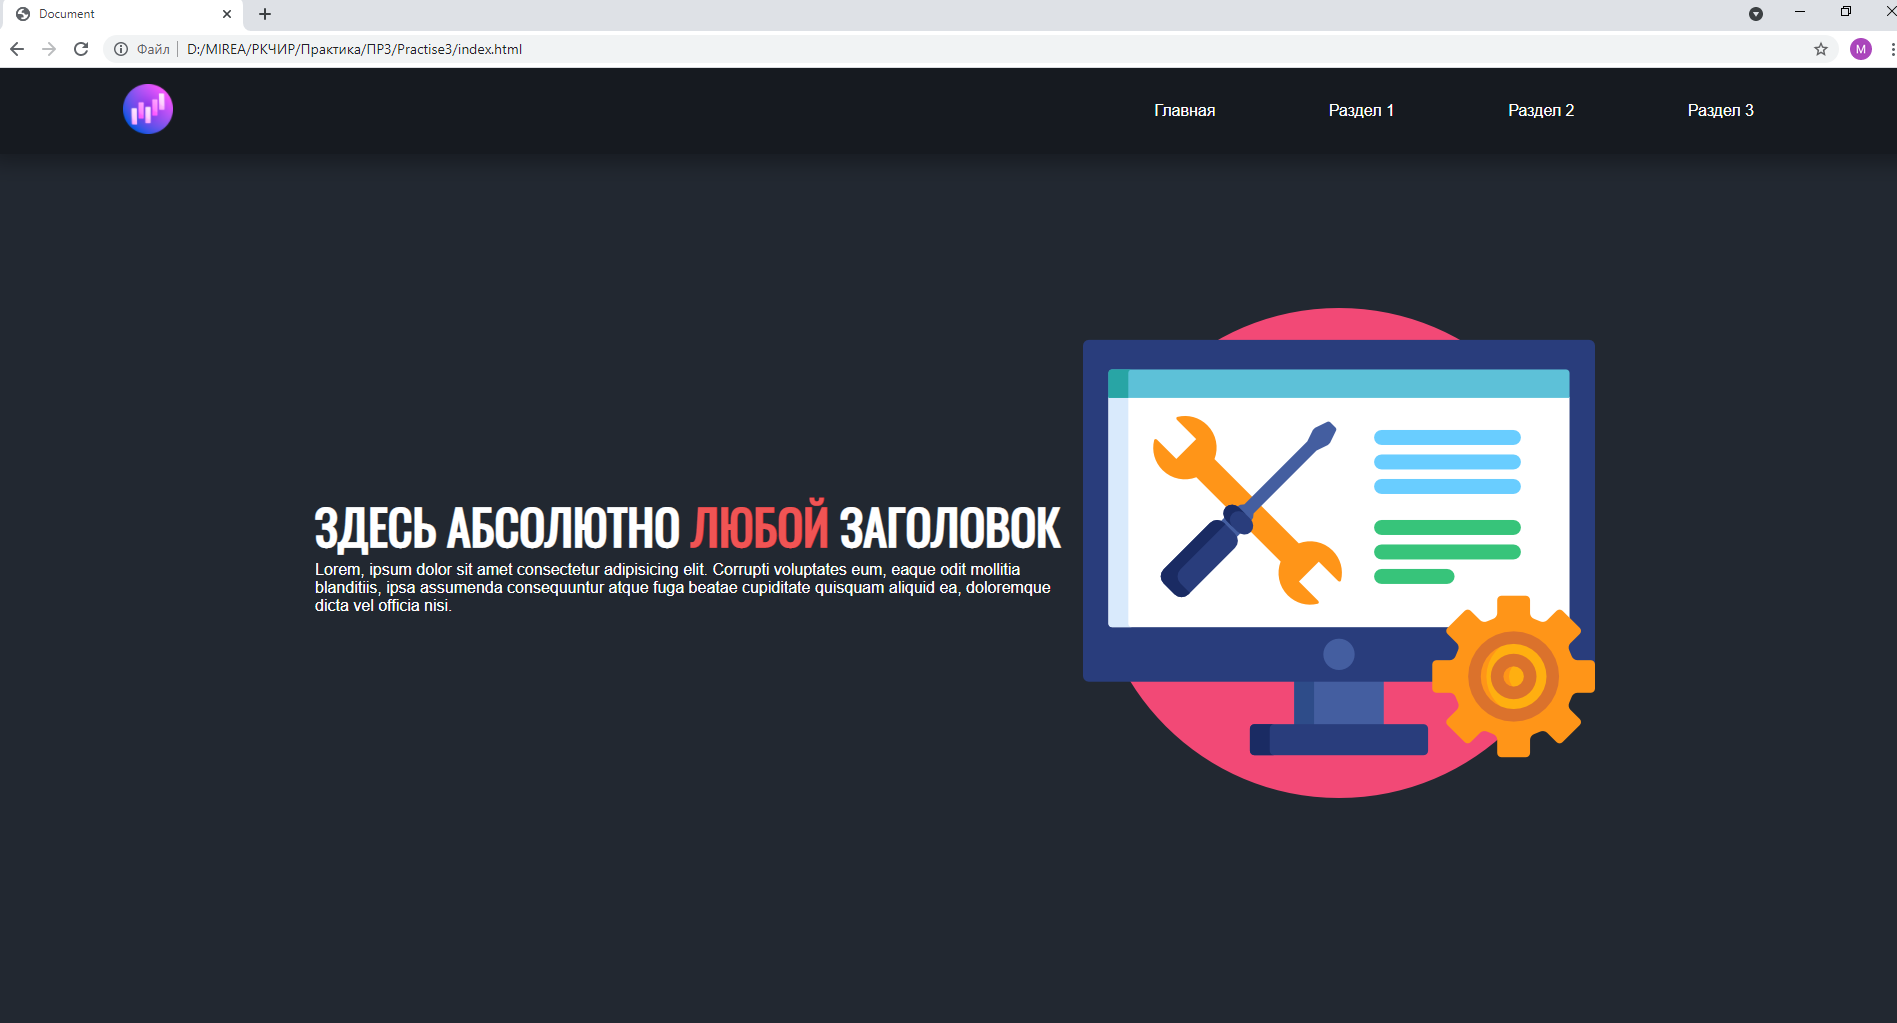 Document
Файл D:/MIREA/РКЧИР/Практика/ПР3/Practise3/index.html
M
Главная Раздел 1 Раздел 2 Раздел 3
ЗДЕСЬ АБСОЛЮТНО ЛЮБОЙ ЗАГОЛОВОК
Lorem, ipsum dolor sit amet consectetur adipisicing elit. Corrupti voluptates eum, eaque odit mollitia
blanditiis, ipsa assumenda consequuntur atque fuga beatae cupiditate quisquam aliquid ea, doloremque
dicta vel officia nisi.